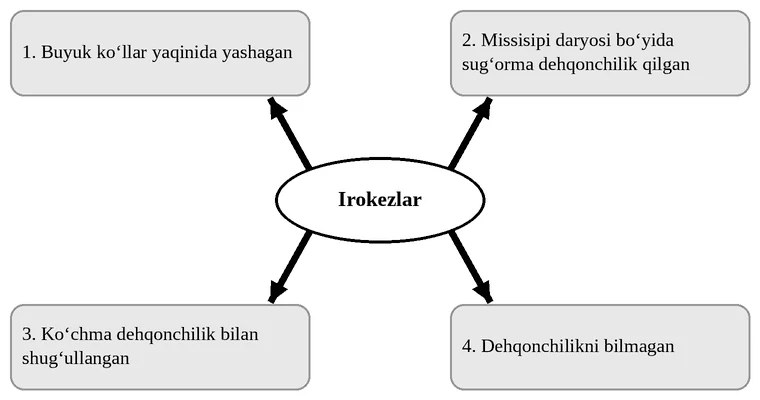 1. Buyuk ko‘llar yaqinida yashagan
2. Missisipi daryosi bo‘yida
sug‘orma dehqonchilik qilgan
Irokezlar
3. Ko‘chma dehqonchilik bilan
shug‘ullangan
4. Dehqonchilikni bilmagan